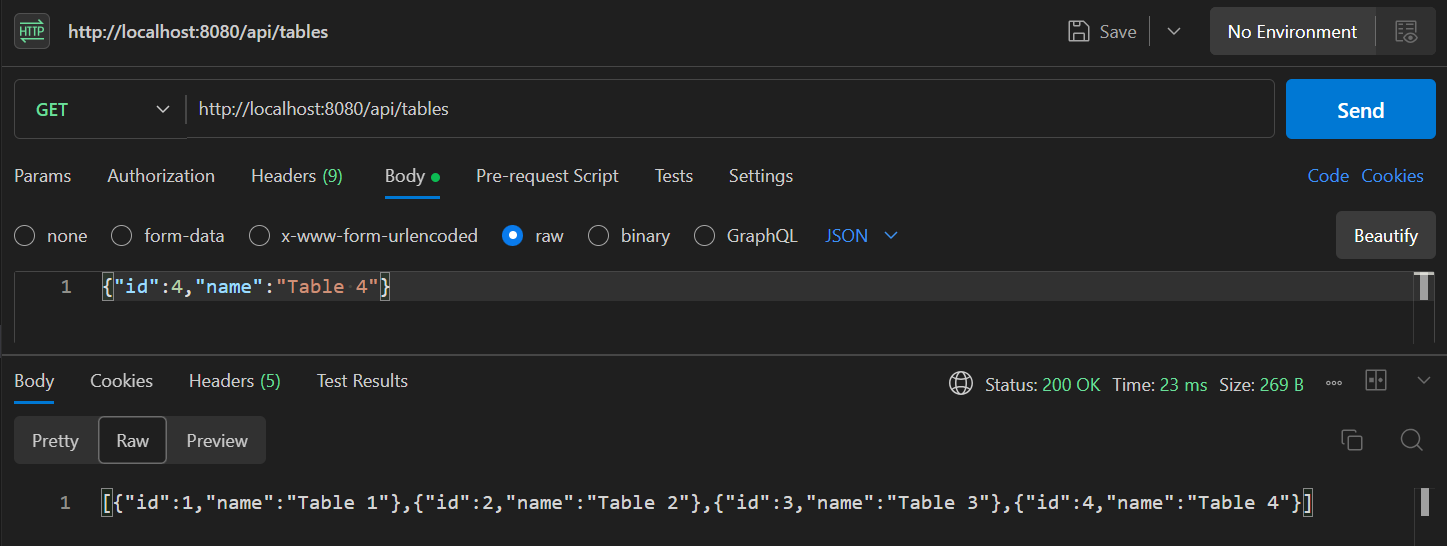 HTTP http://localhost:8080/api/tables Save No Environment
GET http://localhost:8080/api/tables Send
Params Authorization Headers (9) Body Pre-request Script Tests Settings Code Cookies
none form-data x-www-form-urlencoded raw binary GraphQL JSON Beautify
1 {"id":4,"name":"Table 4"}
Body Cookies Headers (5) Test Results Status: 200 OK Time: 23 ms Size: 269 B
Pretty Raw Preview
1 [{"id":1,"name":"Table 1"},{"id":2,"name":"Table 2"},{"id":3,"name":"Table 3"},{"id":4,"name":"Table 4"}]